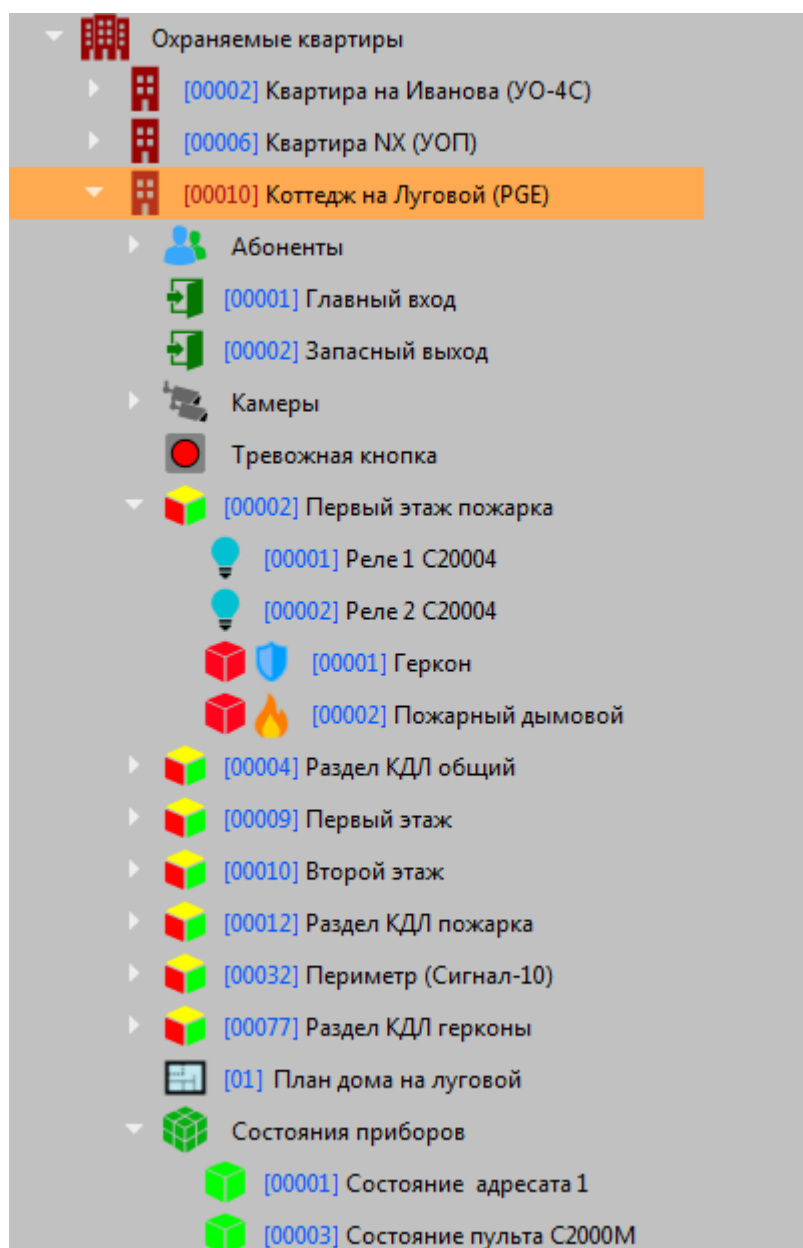 Охраняемые квартиры
[00002] Квартира на Иванова (УО-4С)
[00006] Квартира NX (УОП)
[00010] Коттедж на Луговой (PGE)
Абоненты
[00001] Главный вход
[00002] Запасный выход
Камеры
Тревожная кнопка
[00002] Первый этаж пожарка
[00001] Реле 1 С20004
[00002] Реле 2 С20004
[00001] Геркон
[00002] Пожарный дымовой
[00004] Раздел КДЛ общий
[00009] Первый этаж
[00010] Второй этаж
[00012] Раздел КДЛ пожарка
[00032] Периметр (Сигнал-10)
[00077] Раздел КДЛ герконы
[01] План дома на луговой
Состояния приборов
[00001] Состояние адресата 1
[00003] Состояние пульта С2000М